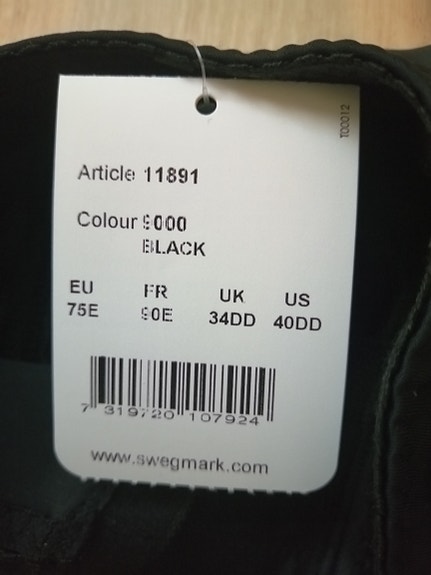 T00012
Article 11891
Colour 9000
BLACK
EU FR UK US
75E 90E 34DD 40DD
7 319720 107924
www.swegmark.com